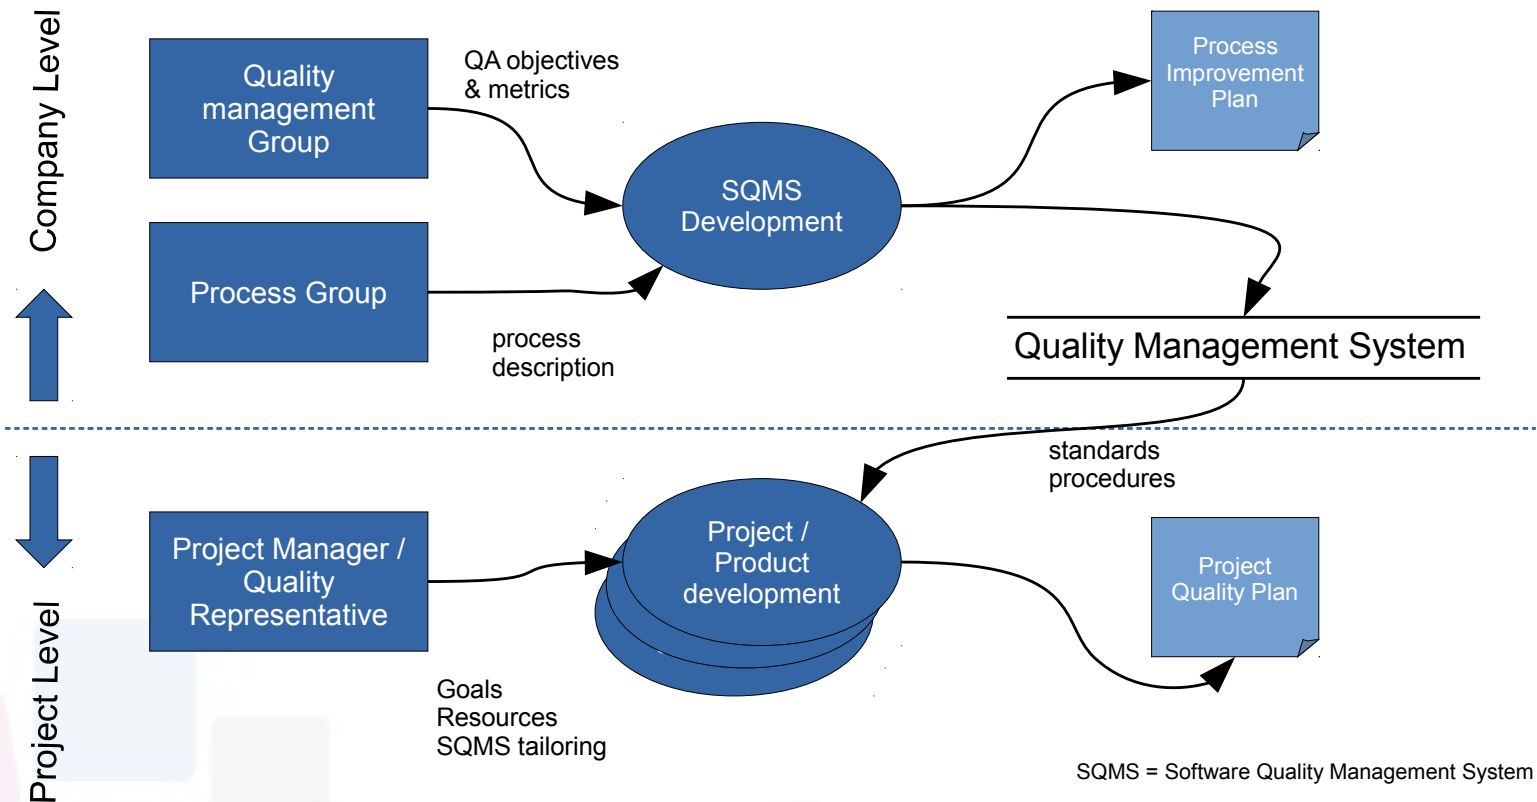 Company Level
Quality
management
Group
QA objectives
& metrics
SQMS
Development
Process
Improvement
Plan
Process Group
process
description
Quality Management System
standards
procedures
Project Level
Project Manager /
Quality
Representative
Goals
Resources
SQMS tailoring
Project /
Product
development
Project
Quality Plan
SQMS = Software Quality Management System